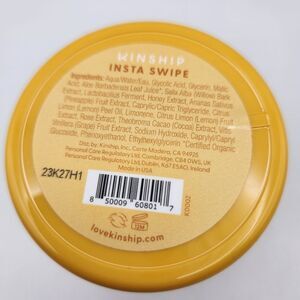 KINSHIP
INSTA SWIPE
Ingredients: Aqua/Water/Eau, Glycolic Acid, Glycerin, Malic
Acid, Aloe Barbadensis Leaf Juice*, Salix Alba (Willow) Bark
Extract, Lactobacillus Ferment, Honey Extract, Ananas Sativus
(Pineapple) Fruit Extract, Caprylyl/Capryl Glucoside, Citrus
Limon (Lemon) Peel Oil, Limonene, Citrus Limon (Lemon) Fruit
Extract, Rose Extract, Theobroma Cacao (Cocoa) Extract, Vitis
Vinifera (Grape) Fruit Extract, Sodium Hydroxide, Caprylyl
Glucoside, Phenoxyethanol, Ethylhexylglycerin *Certified Organic
Dist. by: Kinship Inc. Corte Madera, CA 94925
Personal Care Regulatory Ltd. Cambridge, CB4 0WS, UK
Personal Care Regulatory Ltd. Dublin, K67 E5A0, Ireland
Made in USA
23K27H1
8 50009 60801 7
K0002
12M
lovekinship.com